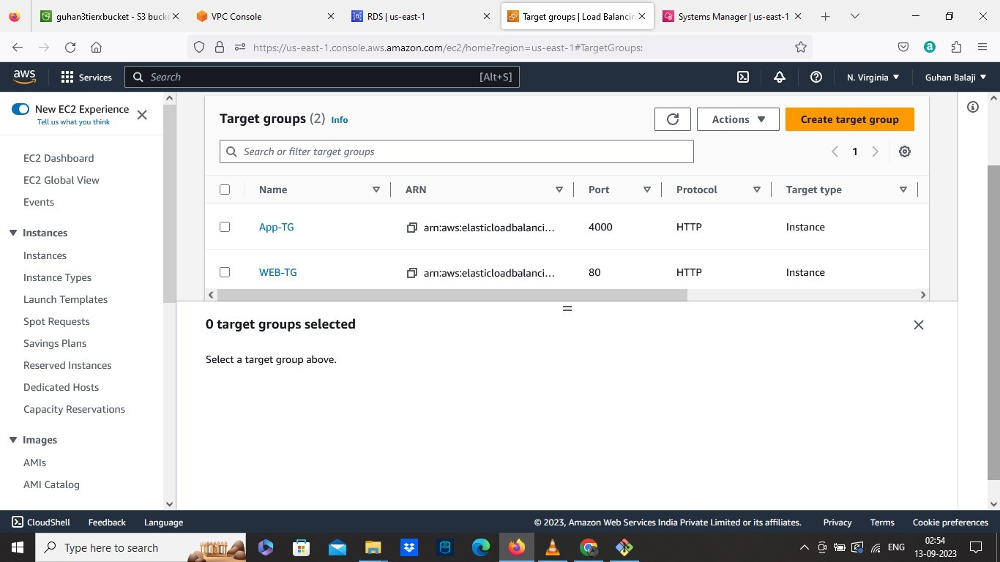 guhan3tierxbucket - S3 bucke
VPC Console
RDS | us-east-1
Target groups | Load Balancin
Systems Manager | us-east-1
https://us-east-1.console.aws.amazon.com/ec2/home?region=us-east-1#TargetGroups:
aws
Services
Search
[Alt+S]
N. Virginia
Guhan Balaji
New EC2 Experience
Tell us what you think
EC2 Dashboard
EC2 Global View
Events
Instances
Instances
Instance Types
Launch Templates
Spot Requests
Savings Plans
Reserved Instances
Dedicated Hosts
Capacity Reservations
Images
AMIs
AMI Catalog
Target groups (2) Info
Actions
Create target group
Search or filter target groups
1
Name ARN Port Protocol Target type
App-TG arn:aws:elasticloadbalanci... 4000 HTTP Instance
WEB-TG arn:aws:elasticloadbalanci... 80 HTTP Instance
0 target groups selected
Select a target group above.
CloudShell Feedback Language
© 2023, Amazon Web Services India Private Limited or its affiliates. Privacy Terms Cookie preferences
Type here to search
ENG
02:54
13-09-2023